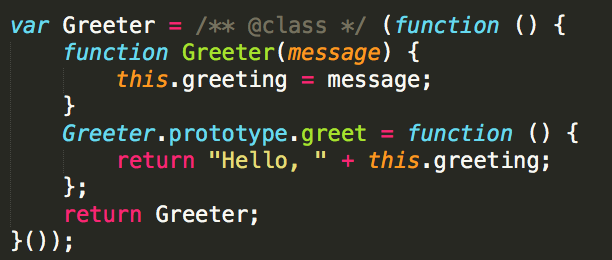 var Greeter = /** @class */ (function () {
    function Greeter(message) {
        this.greeting = message;
    }
    Greeter.prototype.greet = function () {
        return "Hello, " + this.greeting;
    };
    return Greeter;
}());